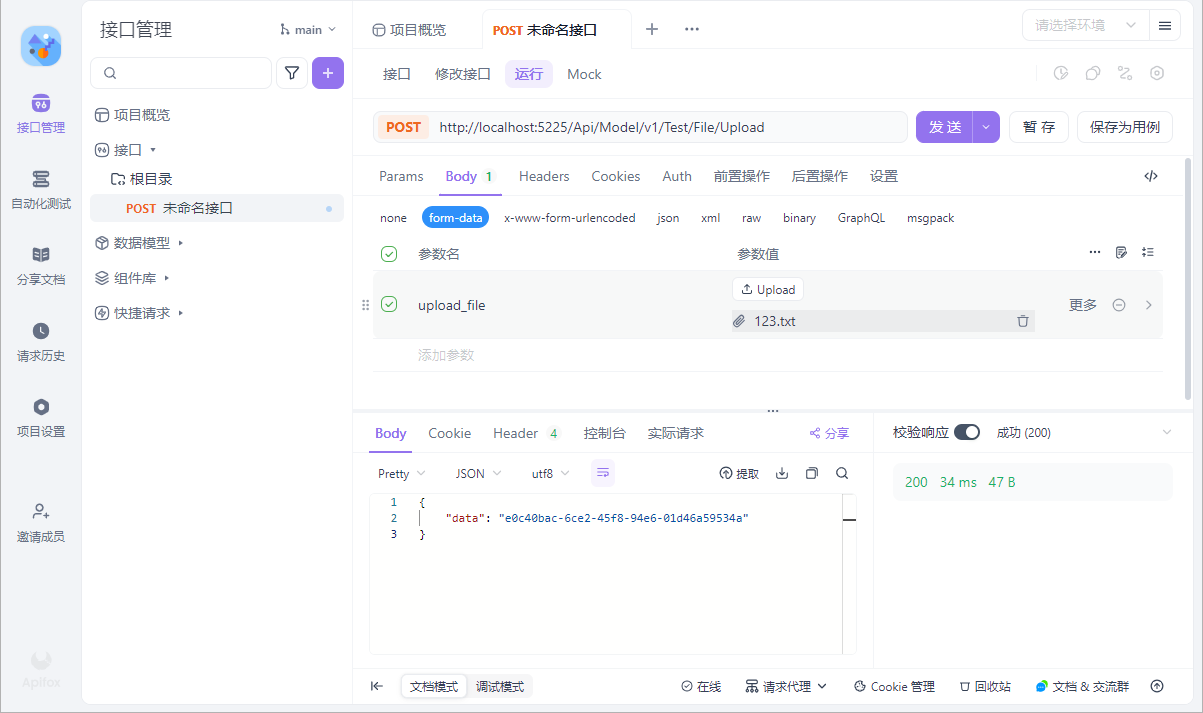 接口管理
自动化测试
分享文档
请求历史
项目设置
邀请成员
Apifox
接口管理
main
项目概览
接口
根目录
POST 未命名接口
数据模型
组件库
快捷请求
项目概览
POST 未命名接口
请选择环境
接口 修改接口 运行 Mock
POST http://localhost:5225/Api/Model/v1/Test/File/Upload
发 送
暂 存
保存为用例
Params Body 1 Headers Cookies Auth 前置操作 后置操作 设置
none form-data x-www-form-urlencoded json xml raw binary GraphQL msgpack
参数名 参数值
Upload
upload_file
更多
123.txt
添加参数
Body Cookie Header 4 控制台 实际请求 分享
Pretty JSON utf8 提取
1 {
2 "data": "e0c40bac-6ce2-45f8-94e6-01d46a59534a"
3 }
校验响应 成功 (200)
200 34 ms 47 B
文档模式 调试模式 在线 请求代理 Cookie 管理 回收站 文档 & 交流群